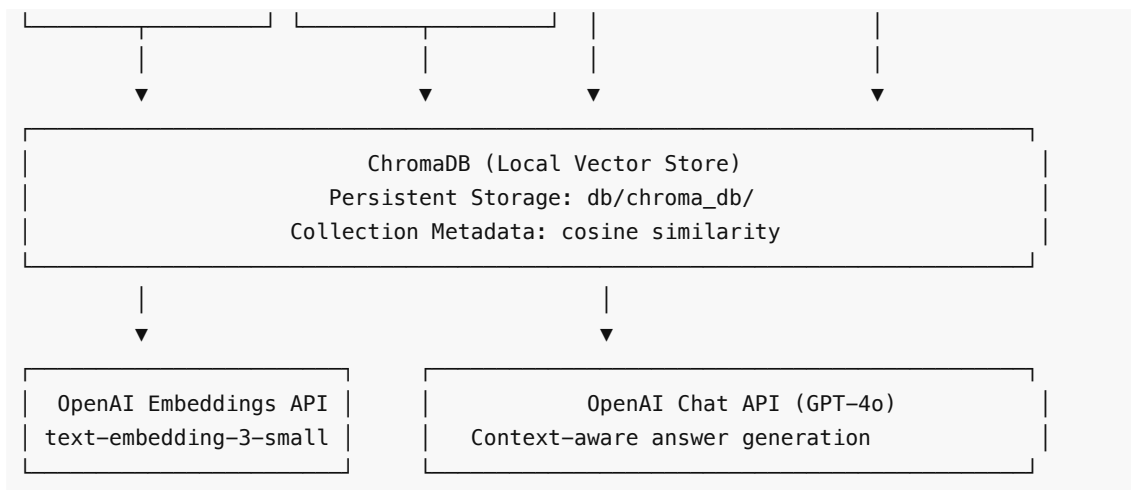 ChromaDB (Local Vector Store)
Persistent Storage: db/chroma_db/
Collection Metadata: cosine similarity
OpenAI Embeddings API
text-embedding-3-small
OpenAI Chat API (GPT-4o)
Context-aware answer generation